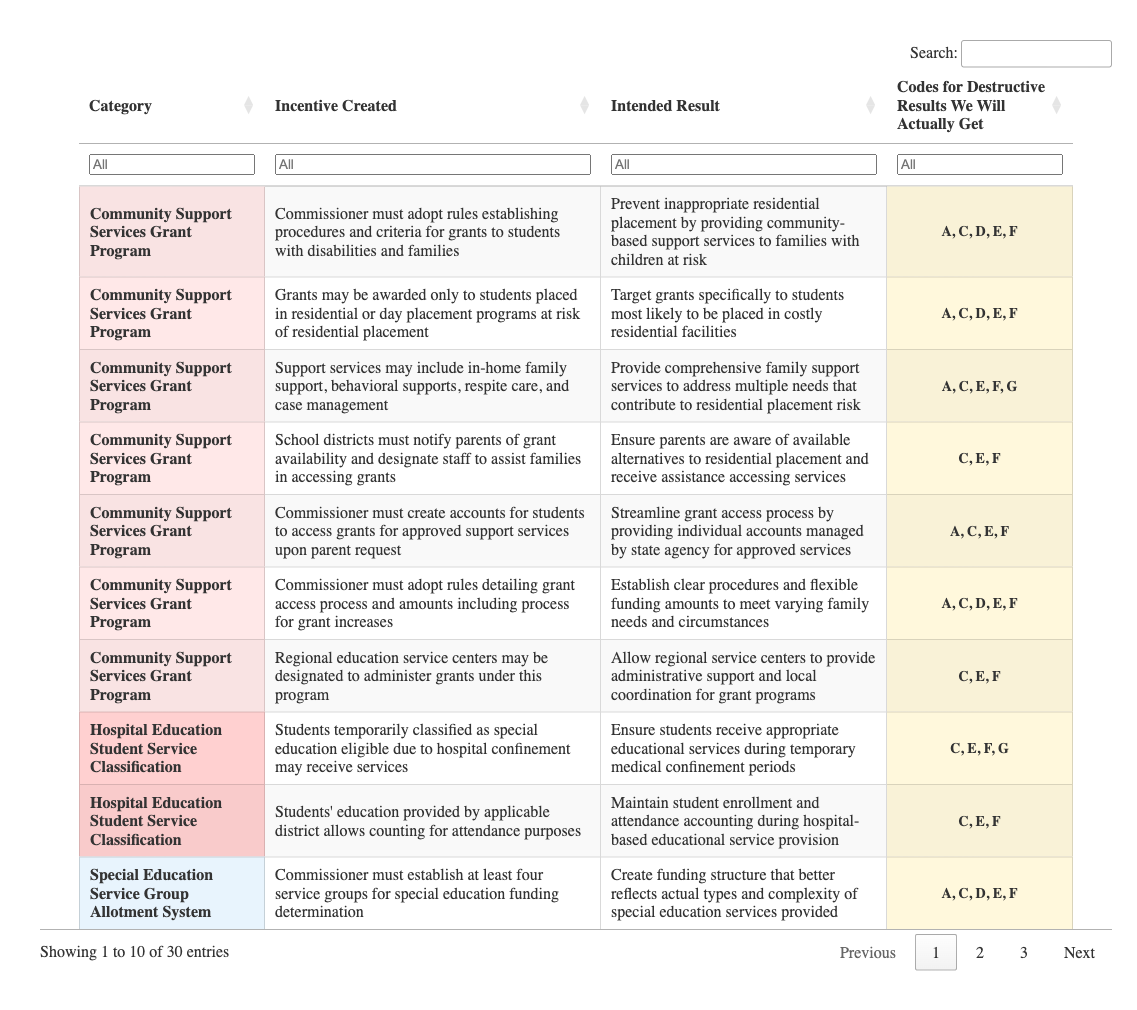 Search:
Category
Incentive Created
Intended Result
Codes for Destructive
Results We Will
Actually Get
All
All
All
All
Community Support
Services Grant
Program
Commissioner must adopt rules establishing
procedures and criteria for grants to students
with disabilities and families
Prevent inappropriate residential
placement by providing community-
based support services to families with
children at risk
A, C, D, E, F
Community Support
Services Grant
Program
Grants may be awarded only to students placed
in residential or day placement programs at risk
of residential placement
Target grants specifically to students
most likely to be placed in costly
residential facilities
A, C, D, E, F
Community Support
Services Grant
Program
Support services may include in-home family
support, behavioral supports, respite care, and
case management
Provide comprehensive family support
services to address multiple needs that
contribute to residential placement risk
A, C, E, F, G
Community Support
Services Grant
Program
School districts must notify parents of grant
availability and designate staff to assist families
in accessing grants
Ensure parents are aware of available
alternatives to residential placement and
receive assistance accessing services
C, E, F
Community Support
Services Grant
Program
Commissioner must create accounts for students
to access grants for approved support services
upon parent request
Streamline grant access process by
providing individual accounts managed
by state agency for approved services
A, C, E, F
Community Support
Services Grant
Program
Commissioner must adopt rules detailing grant
access process and amounts including process
for grant increases
Establish clear procedures and flexible
funding amounts to meet varying family
needs and circumstances
A, C, D, E, F
Community Support
Services Grant
Program
Regional education service centers may be
designated to administer grants under this
program
Allow regional service centers to provide
administrative support and local
coordination for grant programs
C, E, F
Hospital Education
Student Service
Classification
Students temporarily classified as special
education eligible due to hospital confinement
may receive services
Ensure students receive appropriate
educational services during temporary
medical confinement periods
C, E, F, G
Hospital Education
Student Service
Classification
Students' education provided by applicable
district allows counting for attendance purposes
Maintain student enrollment and
attendance accounting during hospital-
based educational service provision
C, E, F
Special Education
Service Group
Allotment System
Commissioner must establish at least four
service groups for special education funding
determination
Create funding structure that better
reflects actual types and complexity of
special education services provided
A, C, D, E, F
Showing 1 to 10 of 30 entries
Previous 1 2 3 Next